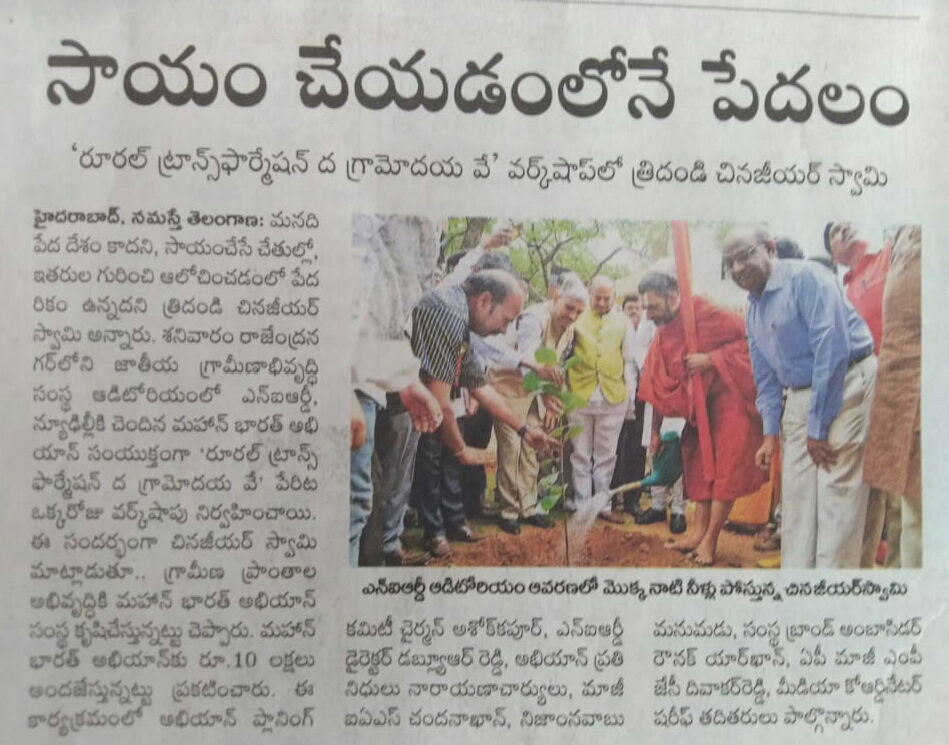 సాయం చేయడంలోనే పేదలం
'రూరల్ ట్రాన్స్‌ఫార్మేషన్ ద గ్రామోదయ వే' వర్క్‌షాప్‌లో త్రిదండి చినజీయర్ స్వామి
హైదరాబాద్, నమస్తే తెలంగాణ: మనది
పేద దేశం కాదని, సాయంచేసే చేతుల్లో,
ఇతరుల గురించి ఆలోచించడంలో పేద
రికం ఉన్నదని త్రిదండి చినజీయర్
స్వామి అన్నారు. శనివారం రాజేంద్రన
గర్‌లోని జాతీయ గ్రామీణాభివృద్ధి
సంస్థ ఆడిటోరియంలో ఎన్‌ఐఆర్డీ,
న్యూఢిల్లీకి చెందిన మహాన్ భారత్ అభి
యాన్ సంయుక్తంగా 'రూరల్ ట్రాన్స్
ఫార్మేషన్ ద గ్రామోదయ వే' పేరిట
ఒక్కరోజు వర్క్‌షాపు నిర్వహించాయి.
ఈ సందర్భంగా చినజీయర్ స్వామి
మాట్లాడుతూ.. గ్రామీణ ప్రాంతాల
అభివృద్ధికి మహాన్ భారత్ అభియాన్
సంస్థ కృషిచేస్తున్నట్టు చెప్పారు. మహాన్
భారత్ అభియాన్‌కు రూ.10 లక్షలు
అందజేస్తున్నట్టు ప్రకటించారు. ఈ
కార్యక్రమంలో అభియాన్ ప్లానింగ్
ఎన్ఐఆర్డీ ఆడిటోరియం ఆవరణలో మొక్క నాటి నీళ్లు పోస్తున్న చినజీయర్‌స్వామి
కమిటీ చైర్మన్ అశోక్‌కపూర్, ఎన్ఐఆర్డీ
డైరెక్టర్ డబ్ల్యూఆర్ రెడ్డి, అభియాన్ ప్రతి
నిధులు నారాయణాచార్యులు, మాజీ
ఐఏఎస్ చందనాఖాన్, నిజాంనవాబు
మనుమడు, సంస్థ బ్రాండ్ అంబాసిడర్
రౌనక్ యార్‌ఖాన్, ఏపీ మాజీ ఎంపీ
జేసీ దివాకర్‌రెడ్డి, మీడియా కోఆర్డినేటర్
షరీఫ్ తదితరులు పాల్గొన్నారు.